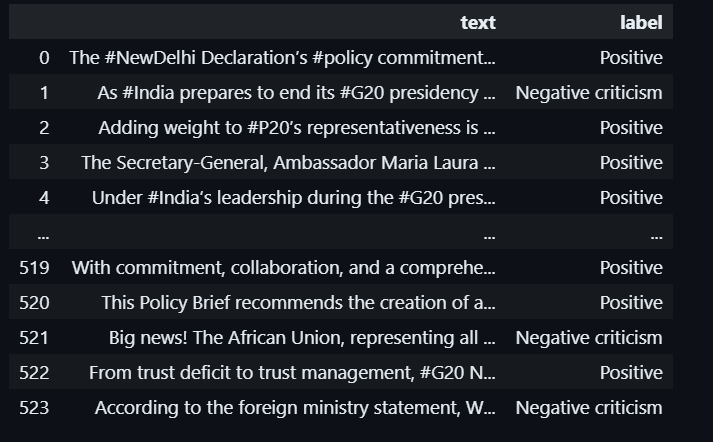 text label
0 The #NewDelhi Declaration’s #policy commitment... Positive
1 As #India prepares to end its #G20 presidency ... Negative criticism
2 Adding weight to #P20’s representativeness is ... Positive
3 The Secretary-General, Ambassador Maria Laura ... Positive
4 Under #India’s leadership during the #G20 pres... Positive
... ... ...
519 With commitment, collaboration, and a comprehe... Positive
520 This Policy Brief recommends the creation of a... Positive
521 Big news! The African Union, representing all ... Negative criticism
522 From trust deficit to trust management, #G20 N... Positive
523 According to the foreign ministry statement, W... Negative criticism